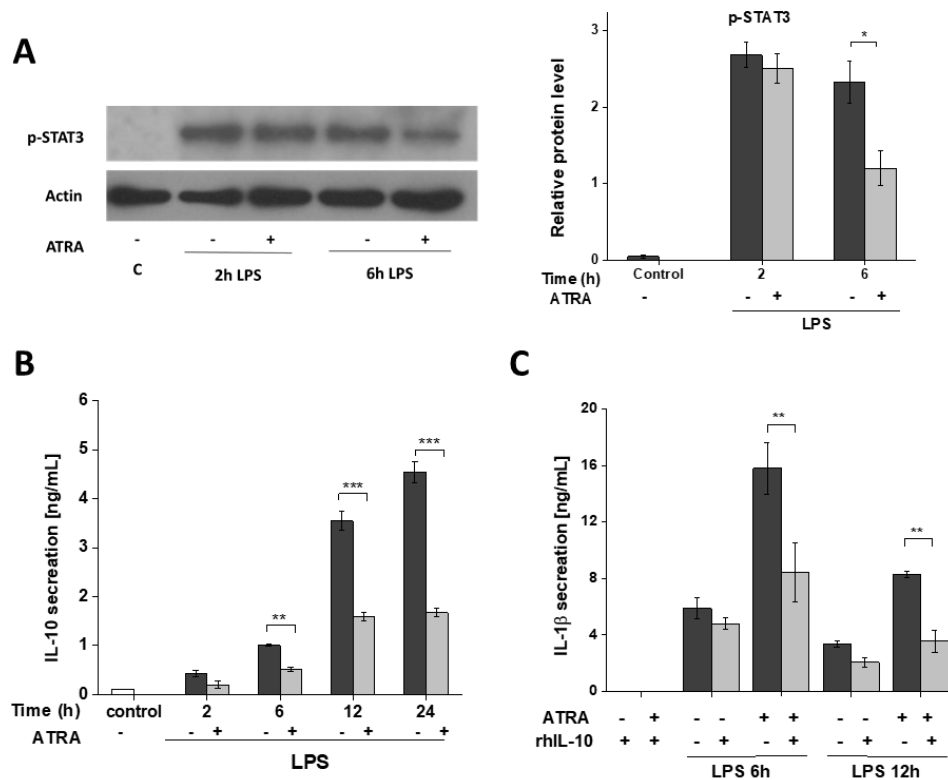 A
p-STAT3
Actin
ATRA - - + - +
C 2h LPS 6h LPS
p-STAT3
Relative protein level
3
2
1
0
*
Time (h) Control 2 6
ATRA - - + - +
LPS
B
IL-10 secreation [ng/mL]
6
5
4
3
2
1
0
** *** ***
Time (h) control 2 6 12 24
ATRA - - + - + - + - +
LPS
C
IL-1β secreation [ng/mL]
20
16
12
8
4
0
** **
ATRA - + - - + + - - + +
rhIL-10 + + - + - + - + - +
LPS 6h LPS 12h